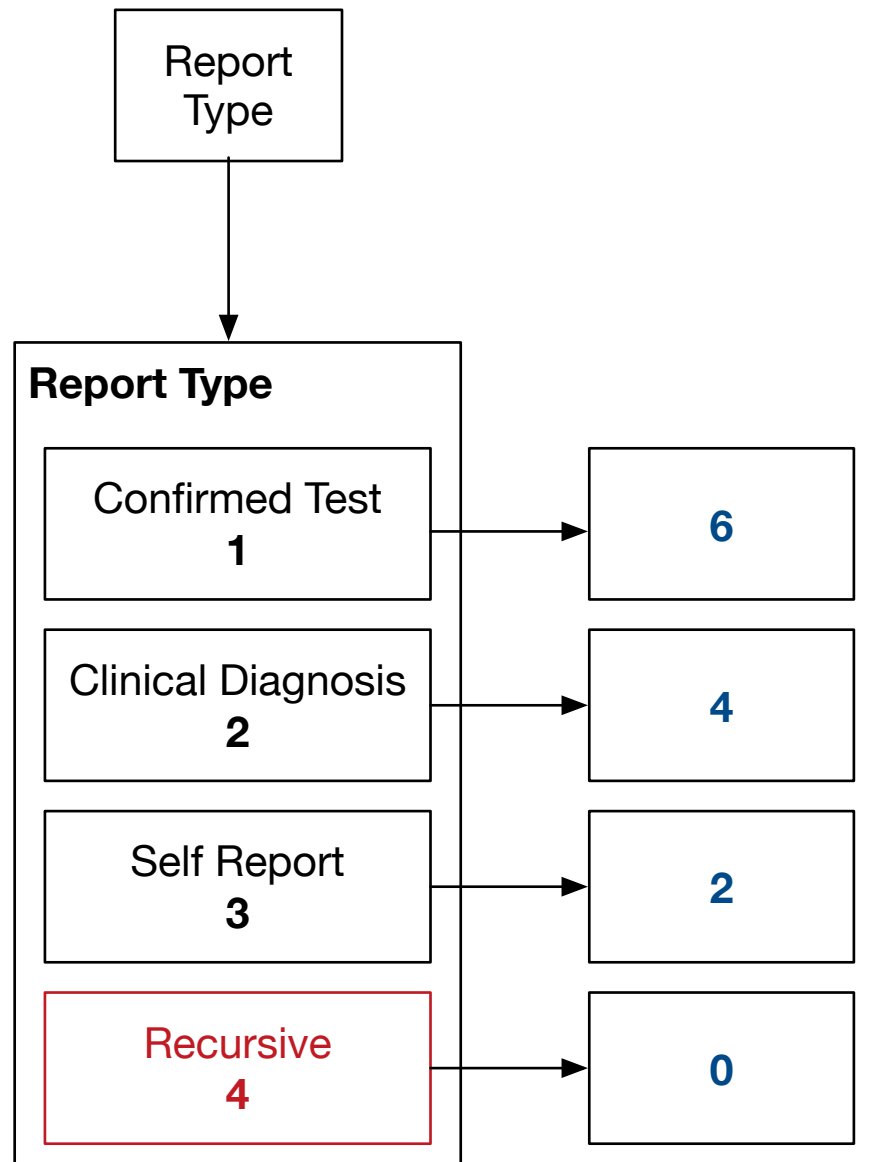 Report
Type
Report Type
Confirmed Test
1
6
Clinical Diagnosis
2
4
Self Report
3
2
Recursive
4
0